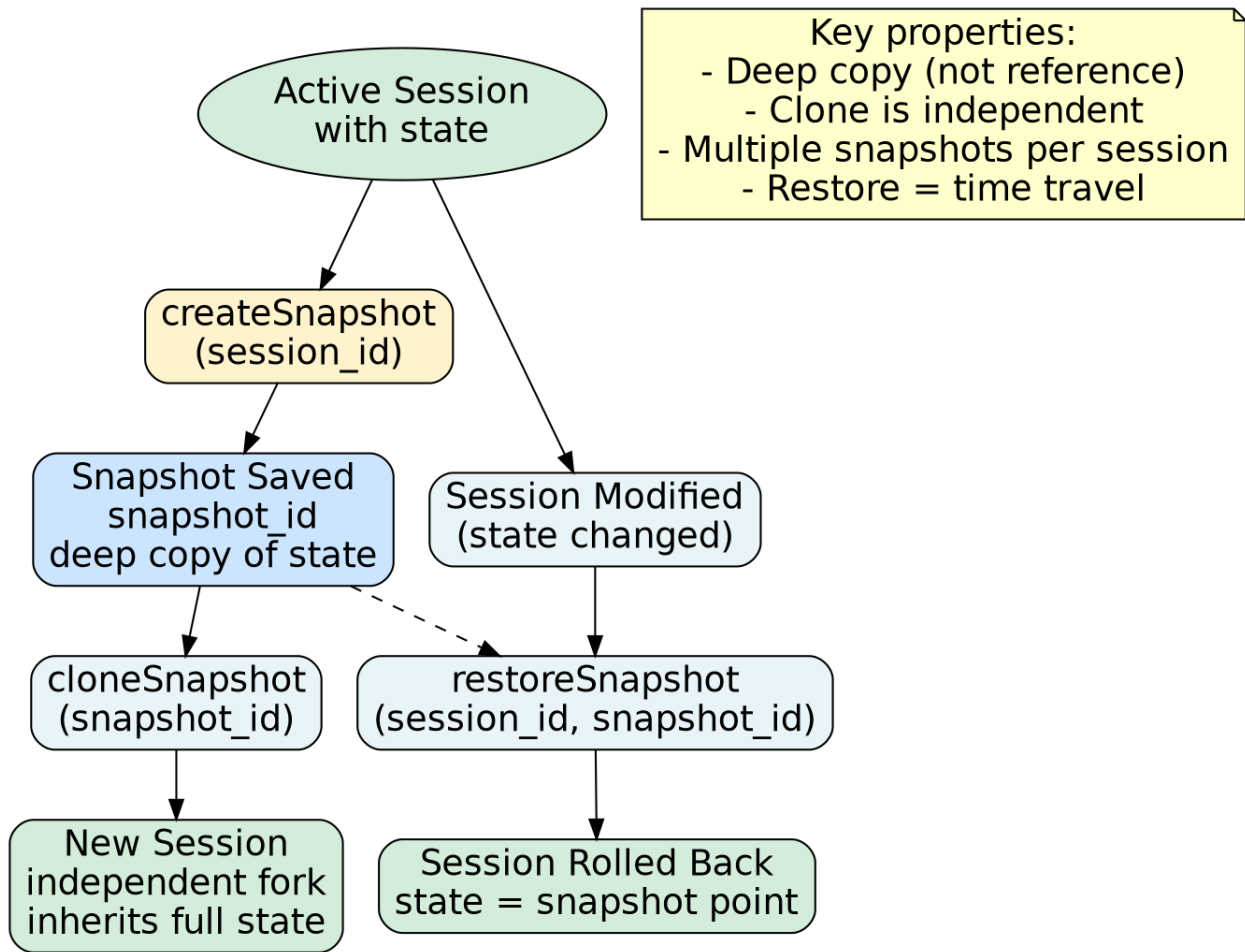 Active Session
with state
Key properties:
- Deep copy (not reference)
- Clone is independent
- Multiple snapshots per session
- Restore = time travel
createSnapshot
(session_id)
Snapshot Saved
snapshot_id
deep copy of state
Session Modified
(state changed)
cloneSnapshot
(snapshot_id)
restoreSnapshot
(session_id, snapshot_id)
New Session
independent fork
inherits full state
Session Rolled Back
state = snapshot point